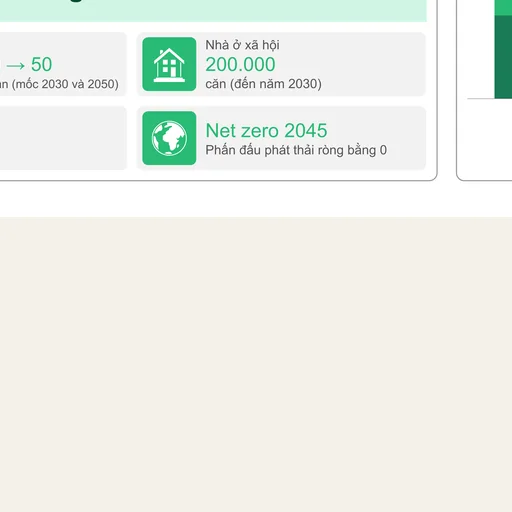 → 50
(mốc 2030 và 2050)
Nhà ở xã hội
200.000
căn (đến năm 2030)
Net zero 2045
Phấn đấu phát thải ròng bằng 0